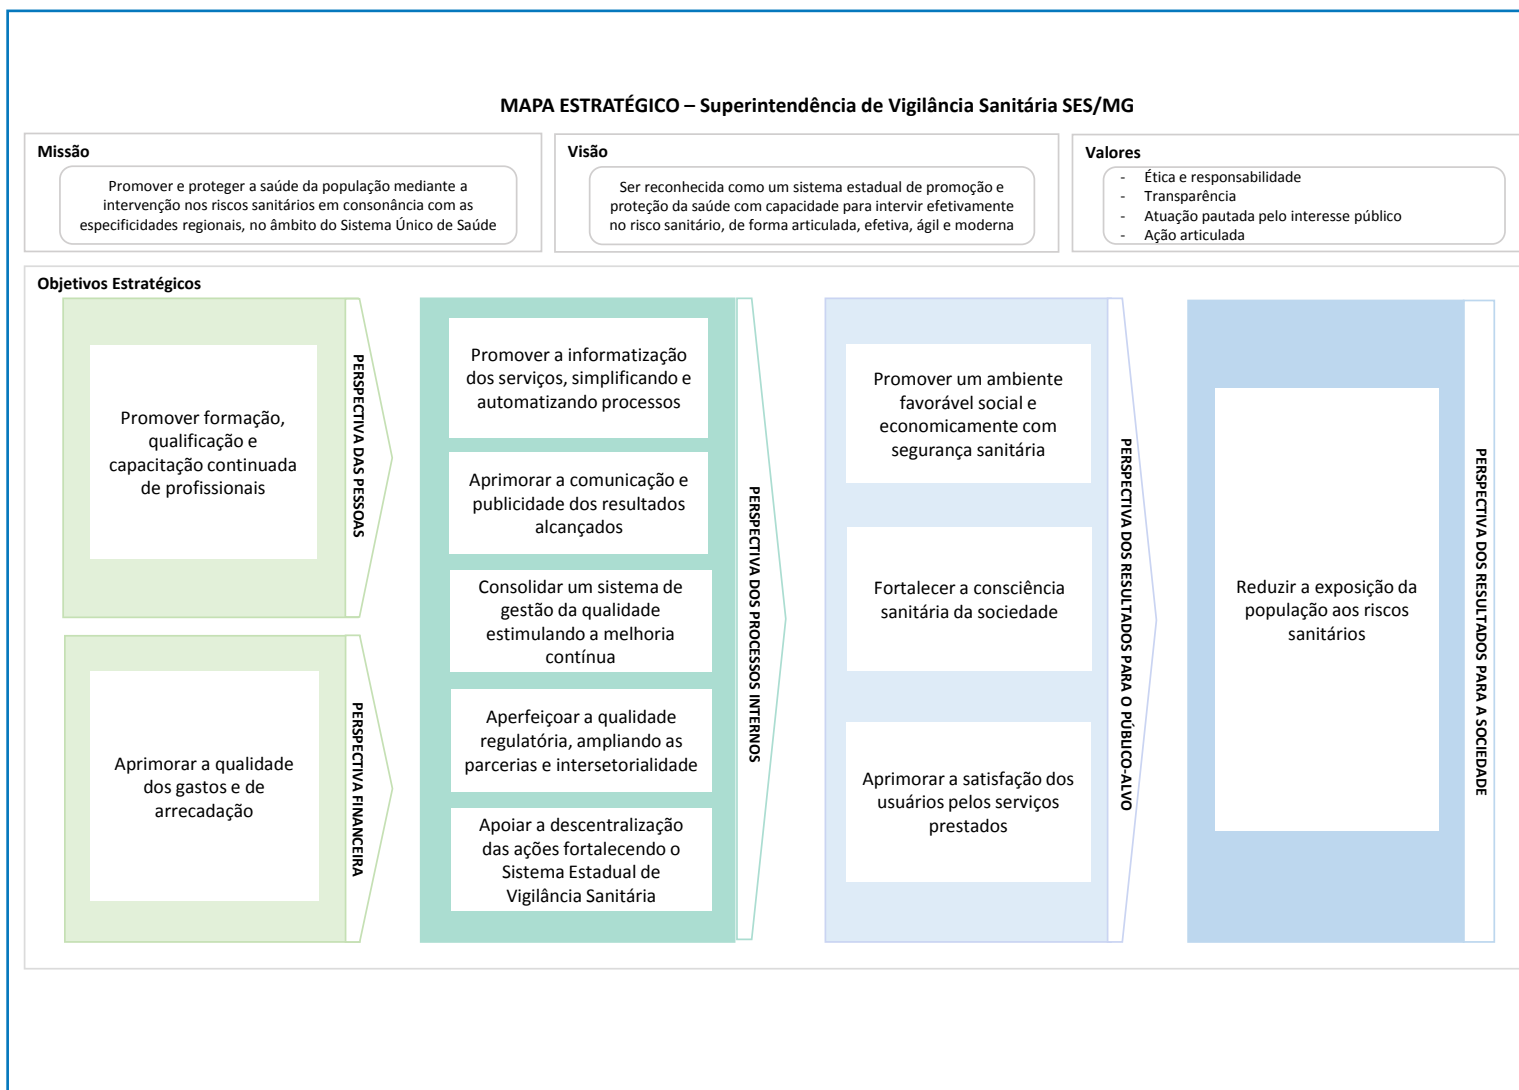 MAPA ESTRATÉGICO – Superintendência de Vigilância Sanitária SES/MG
Missão
Promover e proteger a saúde da população mediante a
intervenção nos riscos sanitários em consonância com as
especificidades regionais, no âmbito do Sistema Único de Saúde
Visão
Ser reconhecida como um sistema estadual de promoção e
proteção da saúde com capacidade para intervir efetivamente
no risco sanitário, de forma articulada, efetiva, ágil e moderna
Valores
- Ética e responsabilidade
- Transparência
- Atuação pautada pelo interesse público
- Ação articulada
Objetivos Estratégicos
Promover formação,
qualificação e
capacitação continuada
de profissionais
PERSPECTIVA DAS PESSOAS
Aprimorar a qualidade
dos gastos e de
arrecadação
PERSPECTIVA FINANCEIRA
Promover a informatização
dos serviços, simplificando e
automatizando processos
Aprimorar a comunicação e
publicidade dos resultados
alcançados
Consolidar um sistema de
gestão da qualidade
estimulando a melhoria
contínua
Aperfeiçoar a qualidade
regulatória, ampliando as
parcerias e intersetorialidade
Apoiar a descentralização
das ações fortalecendo o
Sistema Estadual de
Vigilância Sanitária
PERSPECTIVA DOS PROCESSOS INTERNOS
Promover um ambiente
favorável social e
economicamente com
segurança sanitária
Fortalecer a consciência
sanitária da sociedade
Aprimorar a satisfação dos
usuários pelos serviços
prestados
PERSPECTIVA DOS RESULTADOS PARA O PÚBLICO-ALVO
Reduzir a exposição da
população aos riscos
sanitários
PERSPECTIVA DOS RESULTADOS PARA A SOCIEDADE